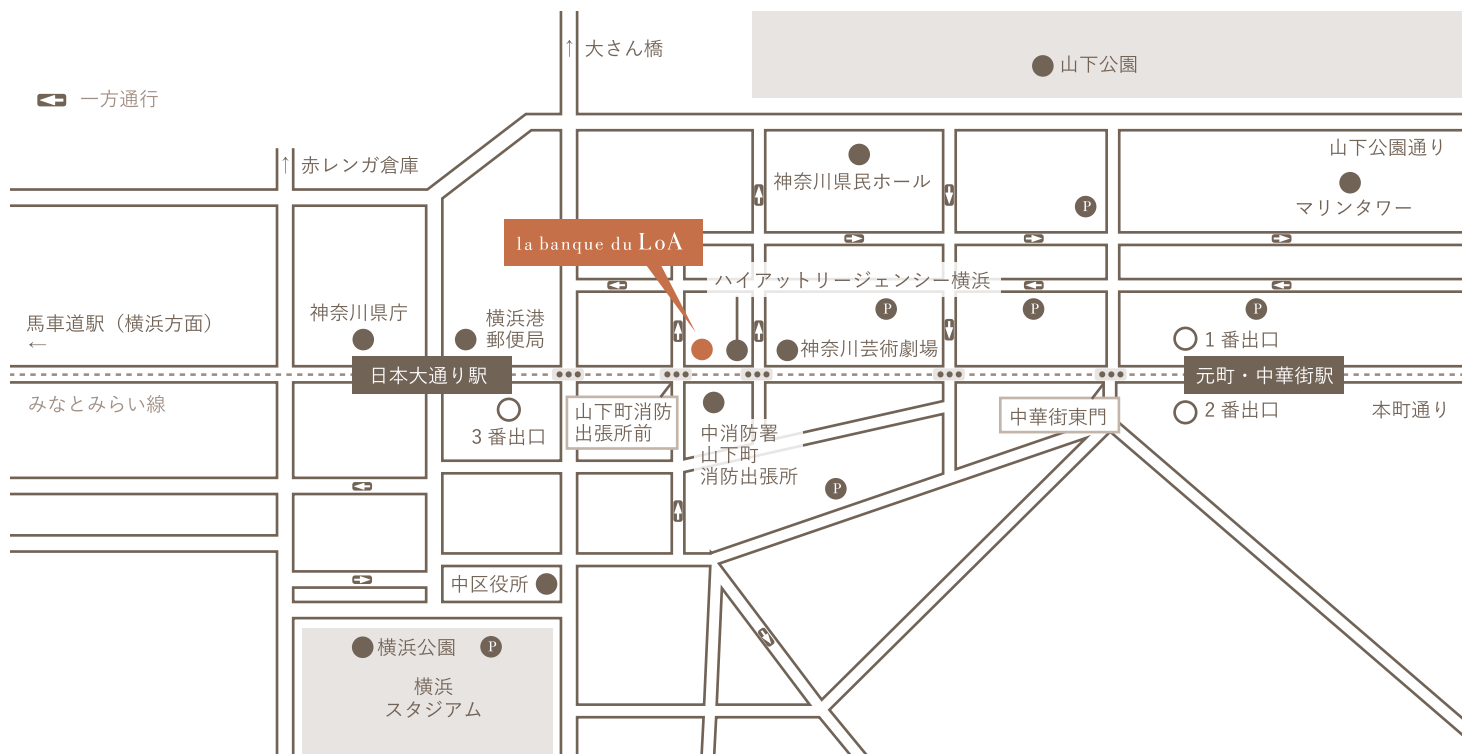 ↑ 大さん橋
山下公園
一方通行
↑ 赤レンガ倉庫
山下公園通り
神奈川県民ホール
マリンタワー
P
la banque du LoA
ハイアットリージェンシー横浜
神奈川県庁
横浜港
郵便局
P
P
P
馬車道駅（横浜方面）
←
神奈川芸術劇場
1 番出口
日本大通り駅
元町・中華街駅
みなとみらい線
3 番出口
山下町消防
出張所前
中消防署
山下町
消防出張所
中華街東門
2 番出口
本町通り
P
中区役所
横浜公園
P
横浜
スタジアム